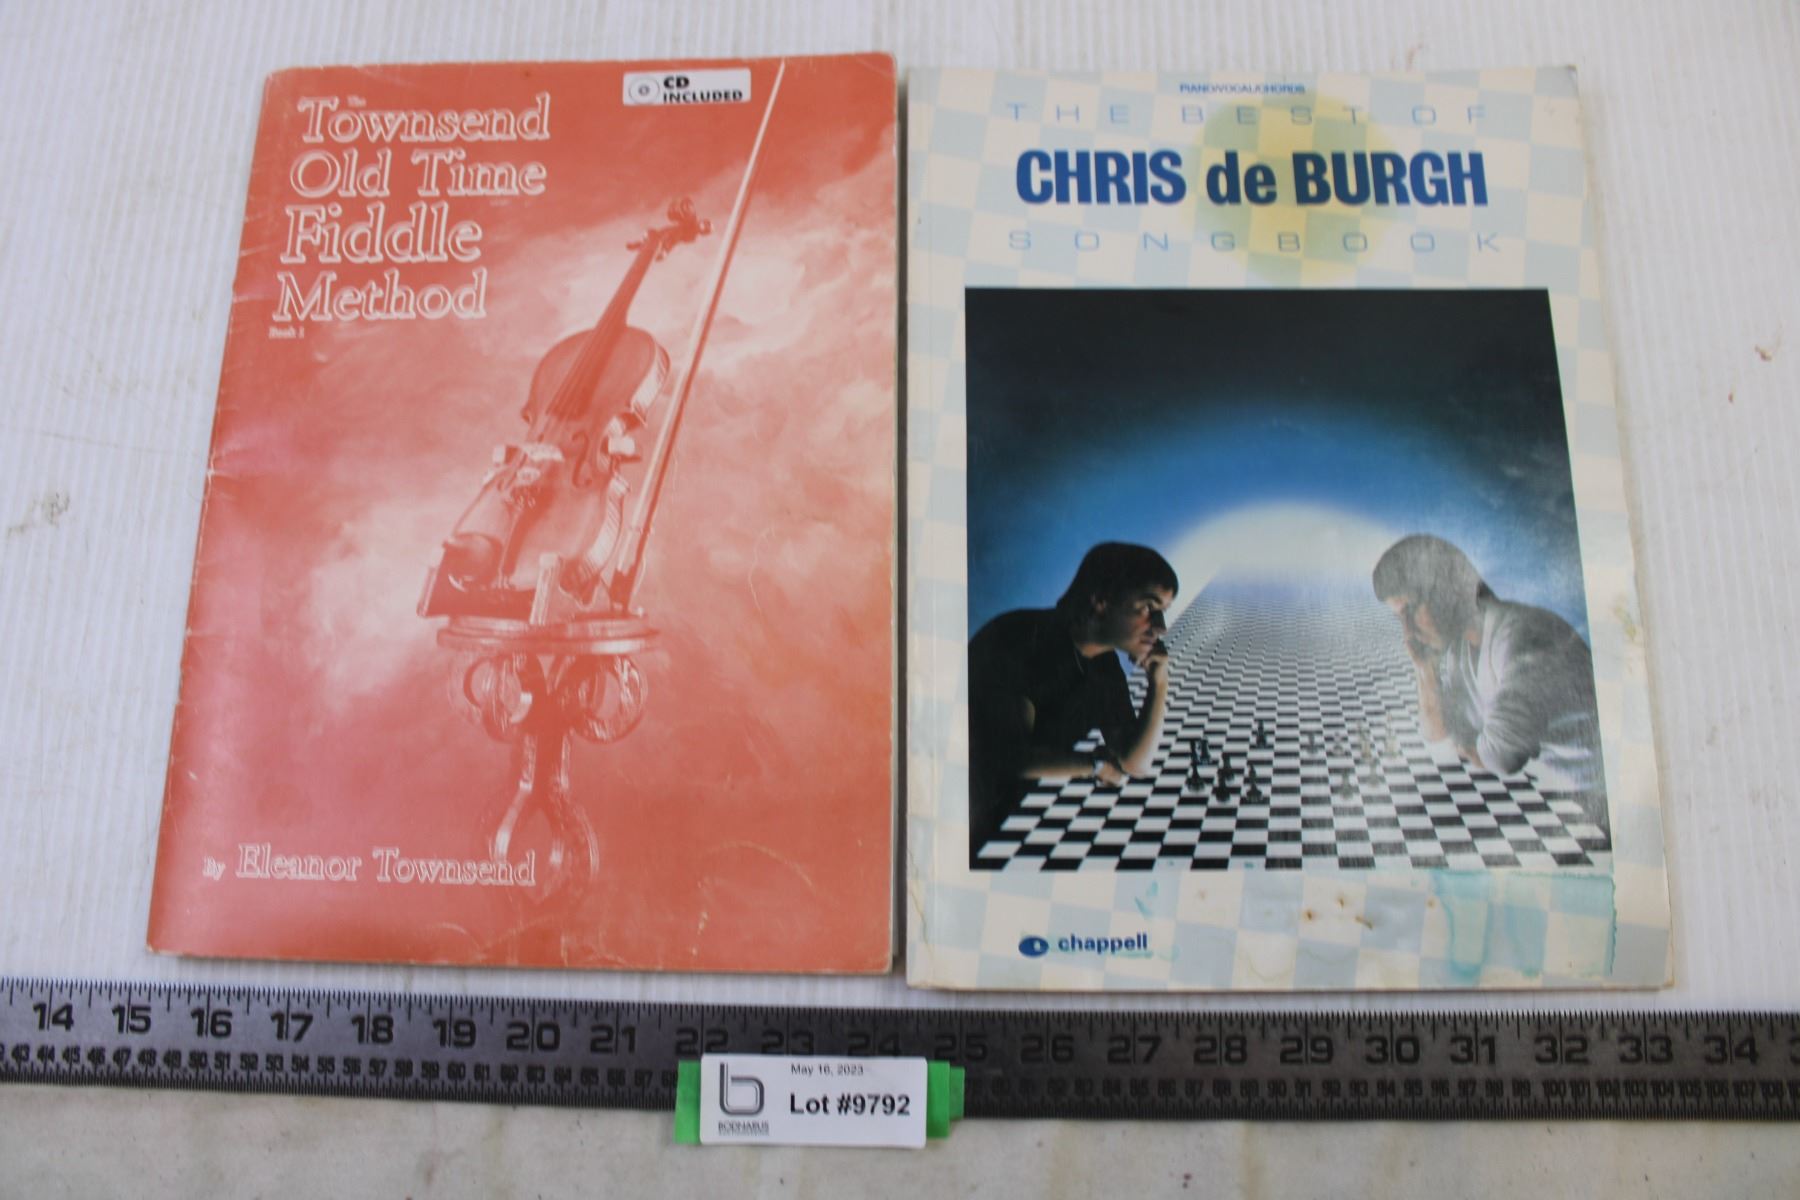 The
Townsend
Old Time
Fiddle
Method
Book 1
CD
INCLUDED
By Eleanor Townsend
PIANO/VOCAL/CHORDS
THE BEST OF
CHRIS de BURGH
SONGBOOK
chappell
14 15 16 17 18 19 20 21 22 23 24 25 26 27 28 29 30 31 32 33 34
May 16, 2023
Lot #9792
b
BODNARUS